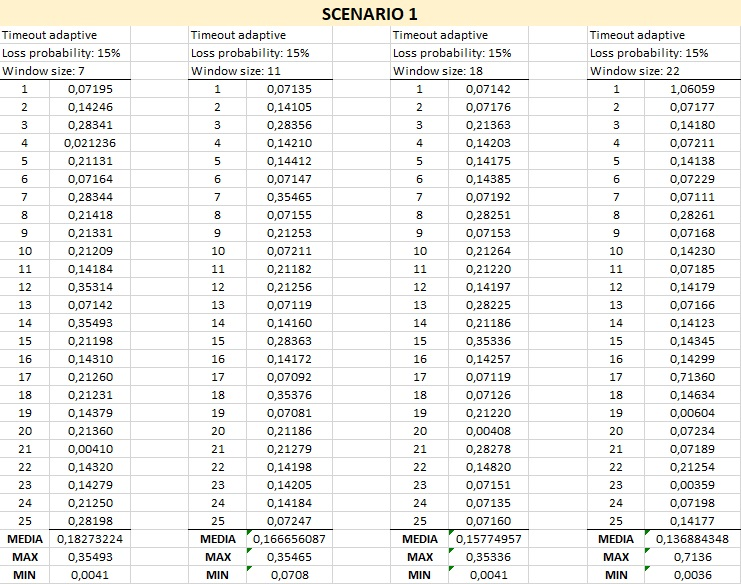 SCENARIO 1
Timeout adaptive Timeout adaptive Timeout adaptive Timeout adaptive
Loss probability: 15% Loss probability: 15% Loss probability: 15% Loss probability: 15%
Window size: 7 Window size: 11 Window size: 18 Window size: 22
1 0,07195 1 0,07135 1 0,07142 1 1,06059
2 0,14246 2 0,14105 2 0,07176 2 0,07177
3 0,28341 3 0,28356 3 0,21363 3 0,14180
4 0,021236 4 0,14210 4 0,14203 4 0,07211
5 0,21131 5 0,14412 5 0,14175 5 0,14138
6 0,07164 6 0,07147 6 0,14385 6 0,07229
7 0,28344 7 0,35465 7 0,07192 7 0,07111
8 0,21418 8 0,07155 8 0,28251 8 0,28261
9 0,21331 9 0,21253 9 0,07153 9 0,07168
10 0,21209 10 0,07211 10 0,21264 10 0,14230
11 0,14184 11 0,21182 11 0,21220 11 0,07185
12 0,35314 12 0,21256 12 0,14197 12 0,14179
13 0,07142 13 0,07119 13 0,28225 13 0,07166
14 0,35493 14 0,14160 14 0,21186 14 0,14123
15 0,21198 15 0,28363 15 0,35336 15 0,14345
16 0,14310 16 0,14172 16 0,14257 16 0,14299
17 0,21260 17 0,07092 17 0,07119 17 0,71360
18 0,21231 18 0,35376 18 0,07126 18 0,14634
19 0,14379 19 0,07081 19 0,21220 19 0,00604
20 0,21360 20 0,21186 20 0,00408 20 0,07234
21 0,00410 21 0,21279 21 0,28278 21 0,07189
22 0,14320 22 0,14198 22 0,14820 22 0,21254
23 0,14279 23 0,14205 23 0,07151 23 0,00359
24 0,21250 24 0,14184 24 0,07135 24 0,07198
25 0,28198 25 0,07247 25 0,07160 25 0,14177
MEDIA 0,18273224 MEDIA 0,166656087 MEDIA 0,15774957 MEDIA 0,136884348
MAX 0,35493 MAX 0,35465 MAX 0,35336 MAX 0,7136
MIN 0,0041 MIN 0,0708 MIN 0,0041 MIN 0,0036